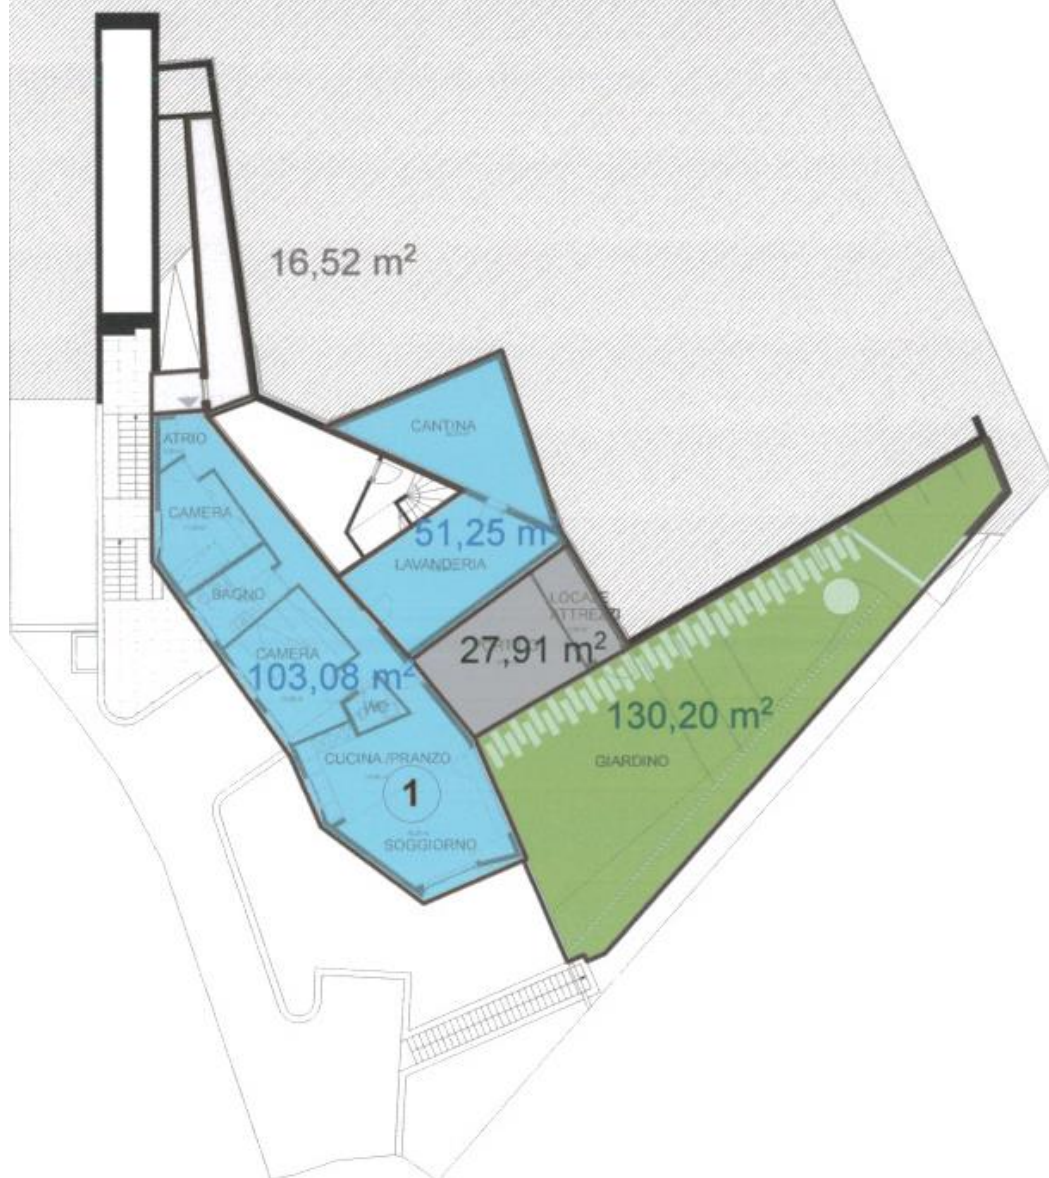 16,52 m²
CANTINA
ATRIO
CAMERA
51,25 m
LAVANDERIA
BAGNO
LOCALE
ATTREZZI
CAMERA
27,91 m²
103,08 m²
WC
130,20 m²
CUCINA/PRANZO
GIARDINO
1
SOGGIORNO